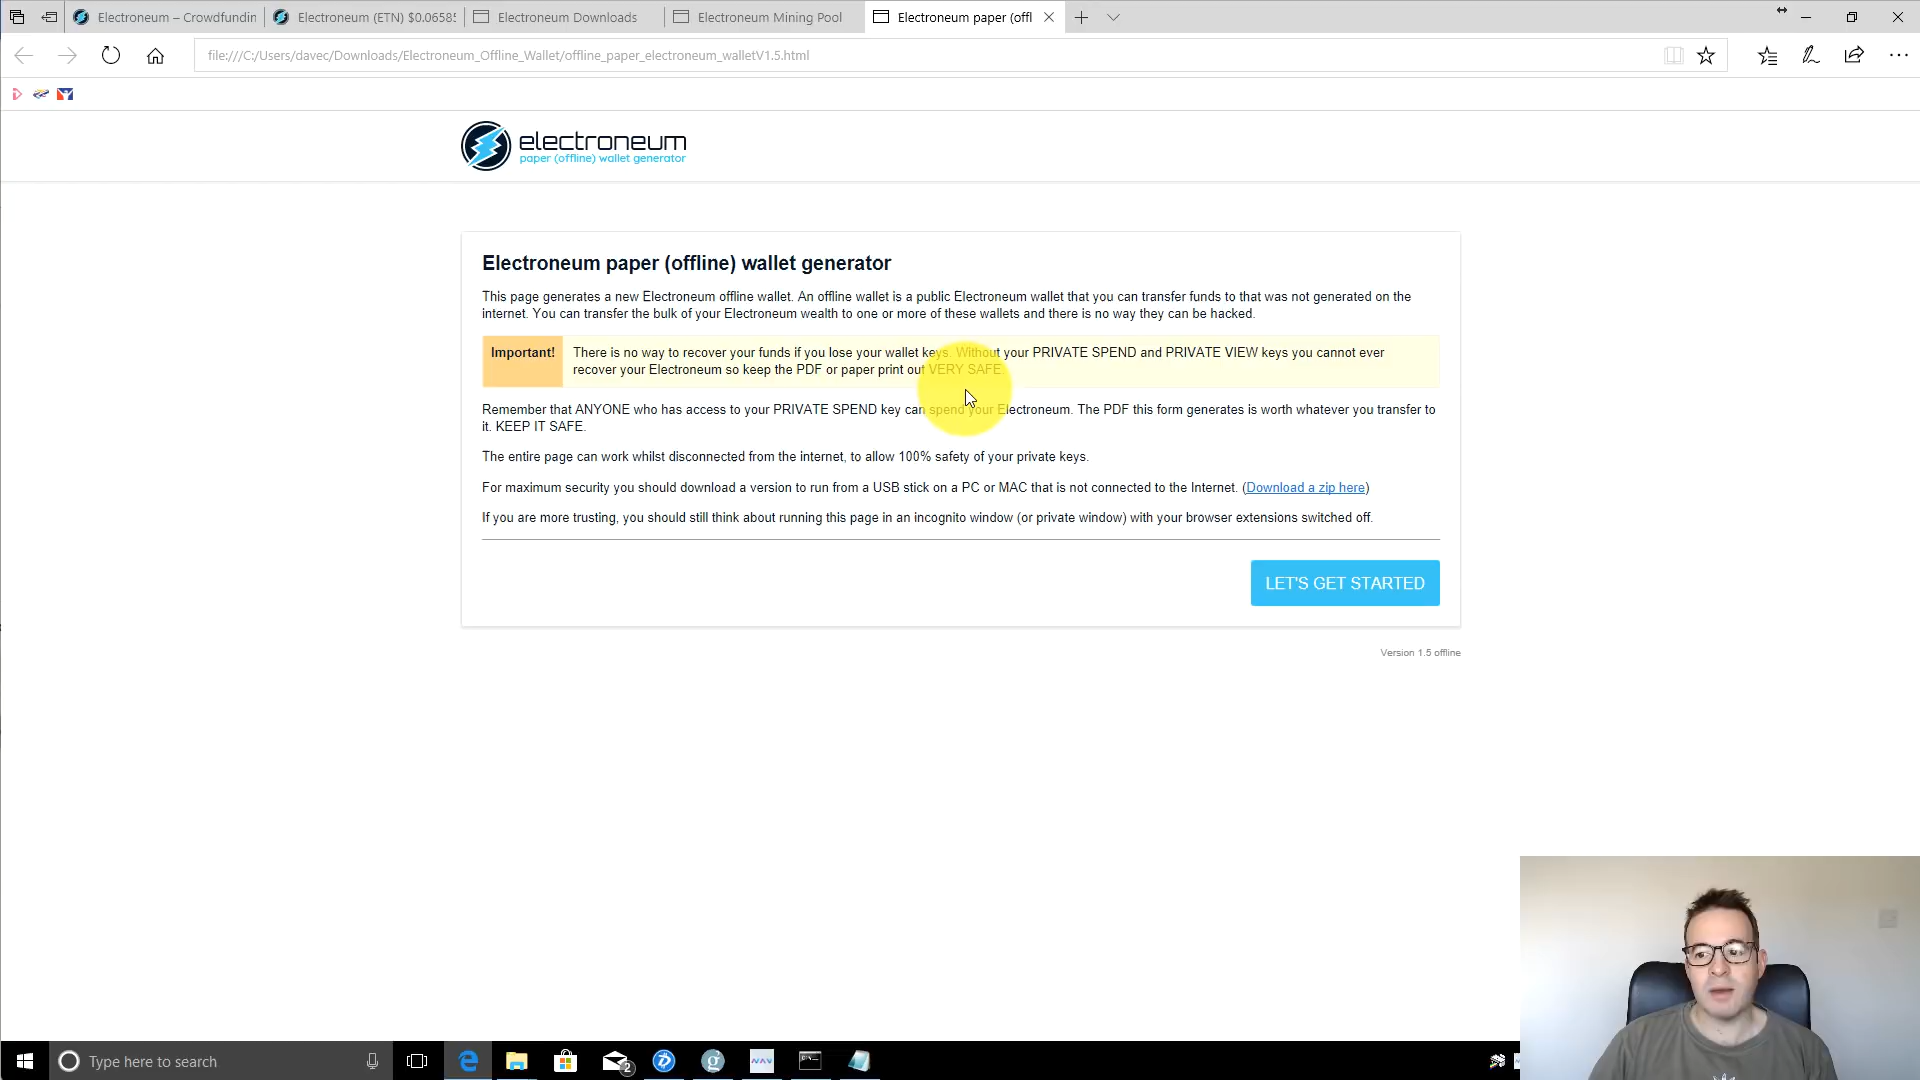 Electroneum – Crowdfundin
Electroneum (ETN) $0.0658
Electroneum Downloads
Electroneum Mining Pool
Electroneum paper (offl
file:///C:/Users/davec/Downloads/Electroneum_Offline_Wallet/offline_paper_electroneum_walletV1.5.html
electroneum
paper (offline) wallet generator
Electroneum paper (offline) wallet generator
This page generates a new Electroneum offline wallet. An offline wallet is a public Electroneum wallet that you can transfer funds to that was not generated on the
internet. You can transfer the bulk of your Electroneum wealth to one or more of these wallets and there is no way they can be hacked.
Important!
There is no way to recover your funds if you lose your wallet keys. Without your PRIVATE SPEND and PRIVATE VIEW keys you cannot ever
recover your Electroneum so keep the PDF or paper print out VERY SAFE.
Remember that ANYONE who has access to your PRIVATE SPEND key can spend your Electroneum. The PDF this form generates is worth whatever you transfer to
it. KEEP IT SAFE.
The entire page can work whilst disconnected from the internet, to allow 100% safety of your private keys.
For maximum security you should download a version to run from a USB stick on a PC or MAC that is not connected to the Internet. (Download a zip here)
If you are more trusting, you should still think about running this page in an incognito window (or private window) with your browser extensions switched off.
LET'S GET STARTED
Version 1.5 offline
Type here to search
2
g
NAV